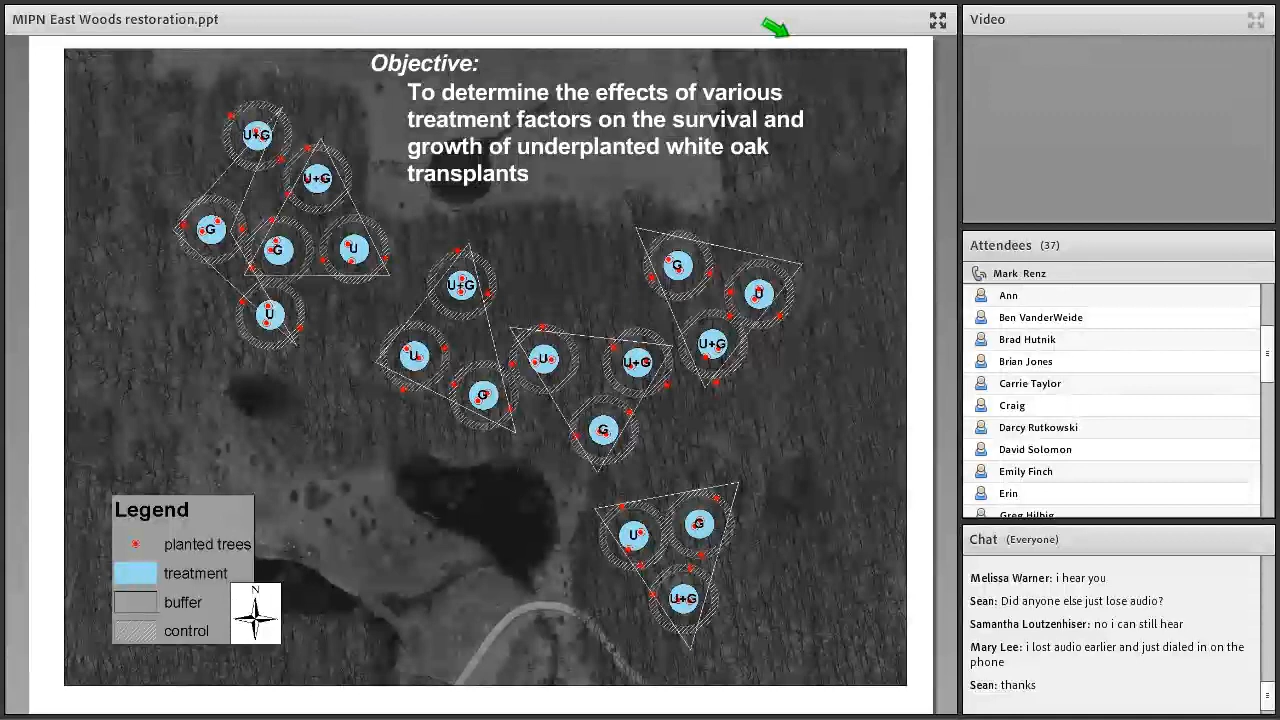 MIPN East Woods restoration.ppt
Objective:
To determine the effects of various
treatment factors on the survival and
growth of underplanted white oak
transplants
U+G
U+G
G
G
U
U
U+G
U
G
U
U+G
G
G
U
U+G
U
G
U+G
Legend
planted trees
treatment
buffer
control
N
Video
Attendees (37)
Mark Renz
Ann
Ben VanderWeide
Brad Hutnik
Brian Jones
Carrie Taylor
Craig
Darcy Rutkowski
David Solomon
Emily Finch
Erin
Greg Hilbig
Chat (Everyone)
Melissa Warner: i hear you
Sean: Did anyone else just lose audio?
Samantha Loutzenhiser: no i can still hear
Mary Lee: i lost audio earlier and just dialed in on the
phone
Sean: thanks